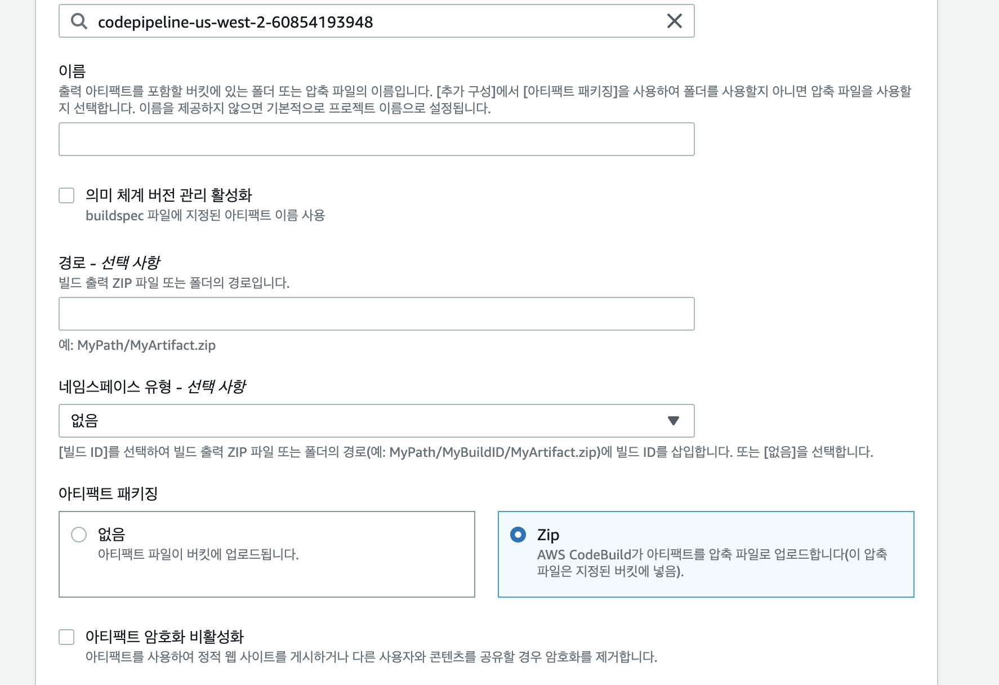 codepipeline-us-west-2-60854193948
이름
출력 아티팩트를 포함할 버킷에 있는 폴더 또는 압축 파일의 이름입니다. [추가 구성]에서 [아티팩트 패키징]을 사용하여 폴더를 사용할지 아니면 압축 파일을 사용할
지 선택합니다. 이름을 제공하지 않으면 기본적으로 프로젝트 이름으로 설정됩니다.
의미 체계 버전 관리 활성화
buildspec 파일에 지정된 아티팩트 이름 사용
경로 - 선택 사항
빌드 출력 ZIP 파일 또는 폴더의 경로입니다.
예: MyPath/MyArtifact.zip
네임스페이스 유형 - 선택 사항
없음
[빌드 ID]를 선택하여 빌드 출력 ZIP 파일 또는 폴더의 경로(예: MyPath/MyBuildID/MyArtifact.zip)에 빌드 ID를 삽입합니다. 또는 [없음]을 선택합니다.
아티팩트 패키징
없음
아티팩트 파일이 버킷에 업로드됩니다.
Zip
AWS CodeBuild가 아티팩트를 압축 파일로 업로드합니다(이 압축
파일은 지정된 버킷에 넣음).
아티팩트 암호화 비활성화
아티팩트를 사용하여 정적 웹 사이트를 게시하거나 다른 사용자와 콘텐츠를 공유할 경우 암호화를 제거합니다.